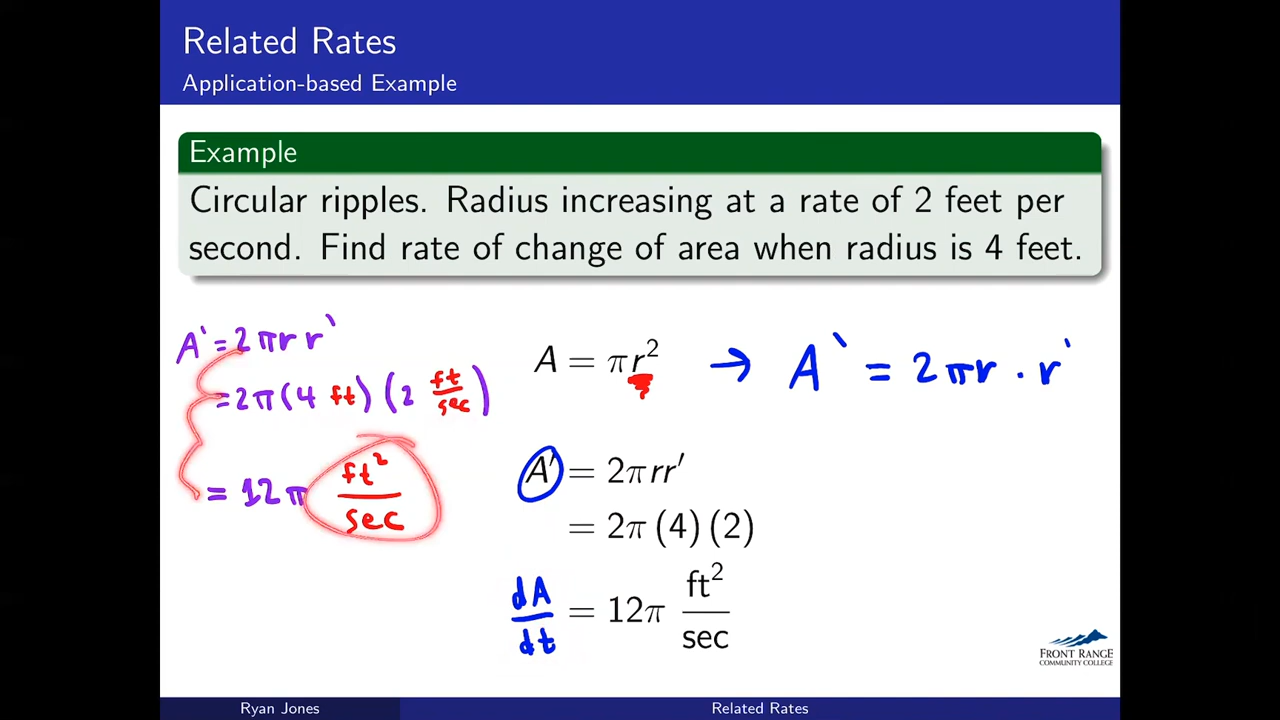 Related Rates
Application-based Example
Example
Circular ripples. Radius increasing at a rate of 2 feet per
second. Find rate of change of area when radius is 4 feet.
A' = 2πr r'
= 2π(4 ft)(2 ft/sec)
= 12π ft²/sec
A = πr² → A' = 2πr · r'
A' = 2πrr'
= 2π (4) (2)
dA/dt = 12π ft²/sec
FRONT RANGE
COMMUNITY COLLEGE
Ryan Jones
Related Rates